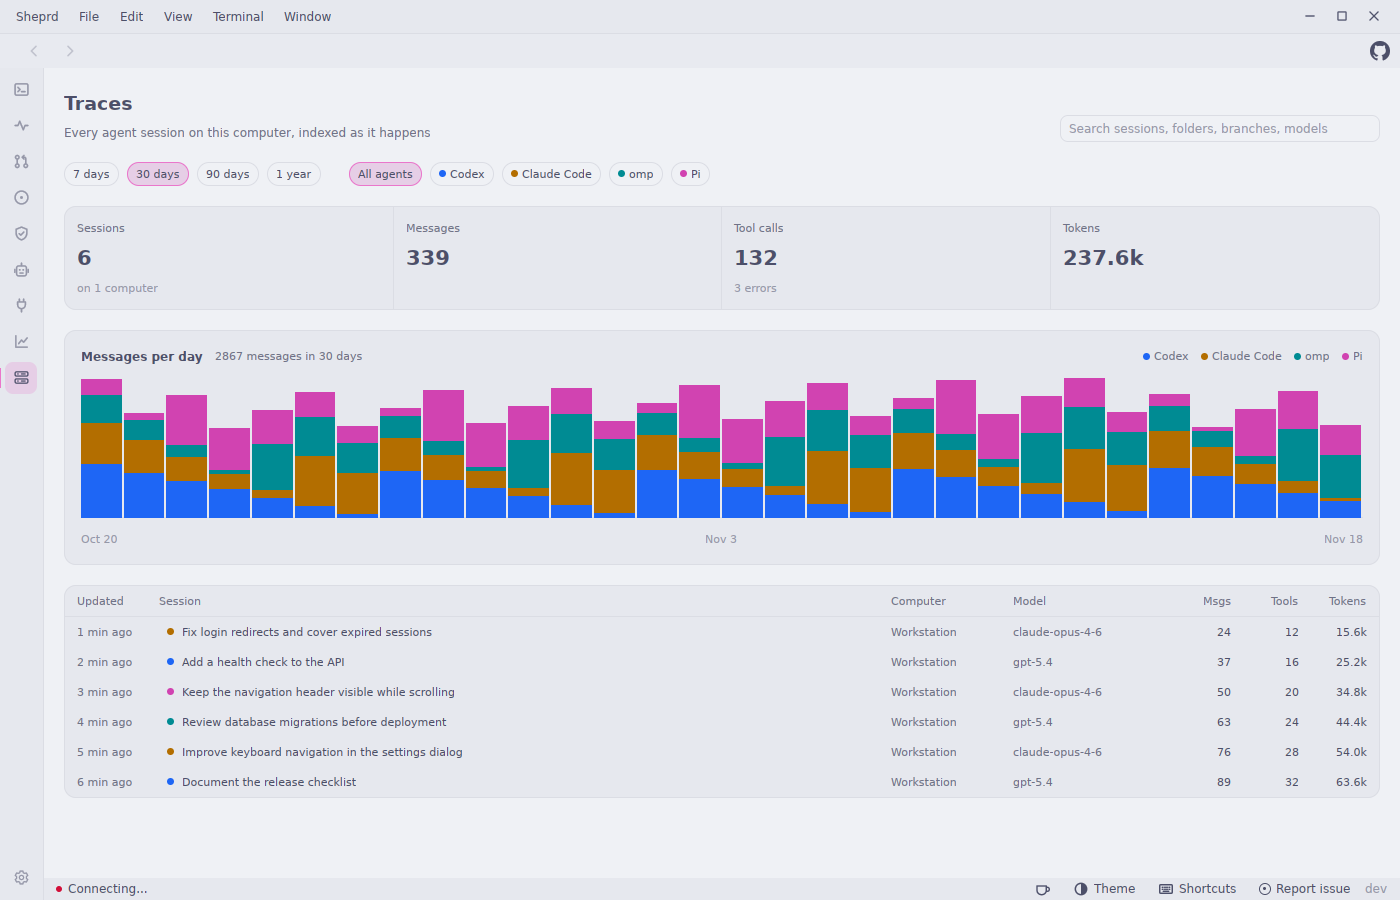 Sheprd File Edit View Terminal Window
Traces
Every agent session on this computer, indexed as it happens
Search sessions, folders, branches, models
7 days 30 days 90 days 1 year All agents Codex Claude Code omp Pi
Sessions Messages Tool calls Tokens
6 339 132 237.6k
on 1 computer 3 errors
Messages per day 2867 messages in 30 days Codex Claude Code omp Pi
Oct 20 Nov 3 Nov 18
Updated Session Computer Model Msgs Tools Tokens
1 min ago Fix login redirects and cover expired sessions Workstation claude-opus-4-6 24 12 15.6k
2 min ago Add a health check to the API Workstation gpt-5.4 37 16 25.2k
3 min ago Keep the navigation header visible while scrolling Workstation claude-opus-4-6 50 20 34.8k
4 min ago Review database migrations before deployment Workstation gpt-5.4 63 24 44.4k
5 min ago Improve keyboard navigation in the settings dialog Workstation claude-opus-4-6 76 28 54.0k
6 min ago Document the release checklist Workstation gpt-5.4 89 32 63.6k
Connecting... Theme Shortcuts Report issue dev